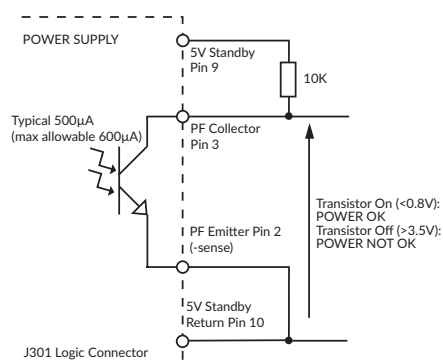 POWER SUPPLY
5V Standby
Pin 9
10K
Typical 500µA
(max allowable 600µA)
PF Collector
Pin 3
Transistor On (<0.8V):
POWER OK
Transistor Off (>3.5V):
POWER NOT OK
PF Emitter Pin 2
(-sense)
5V Standby
Return Pin 10
J301 Logic Connector